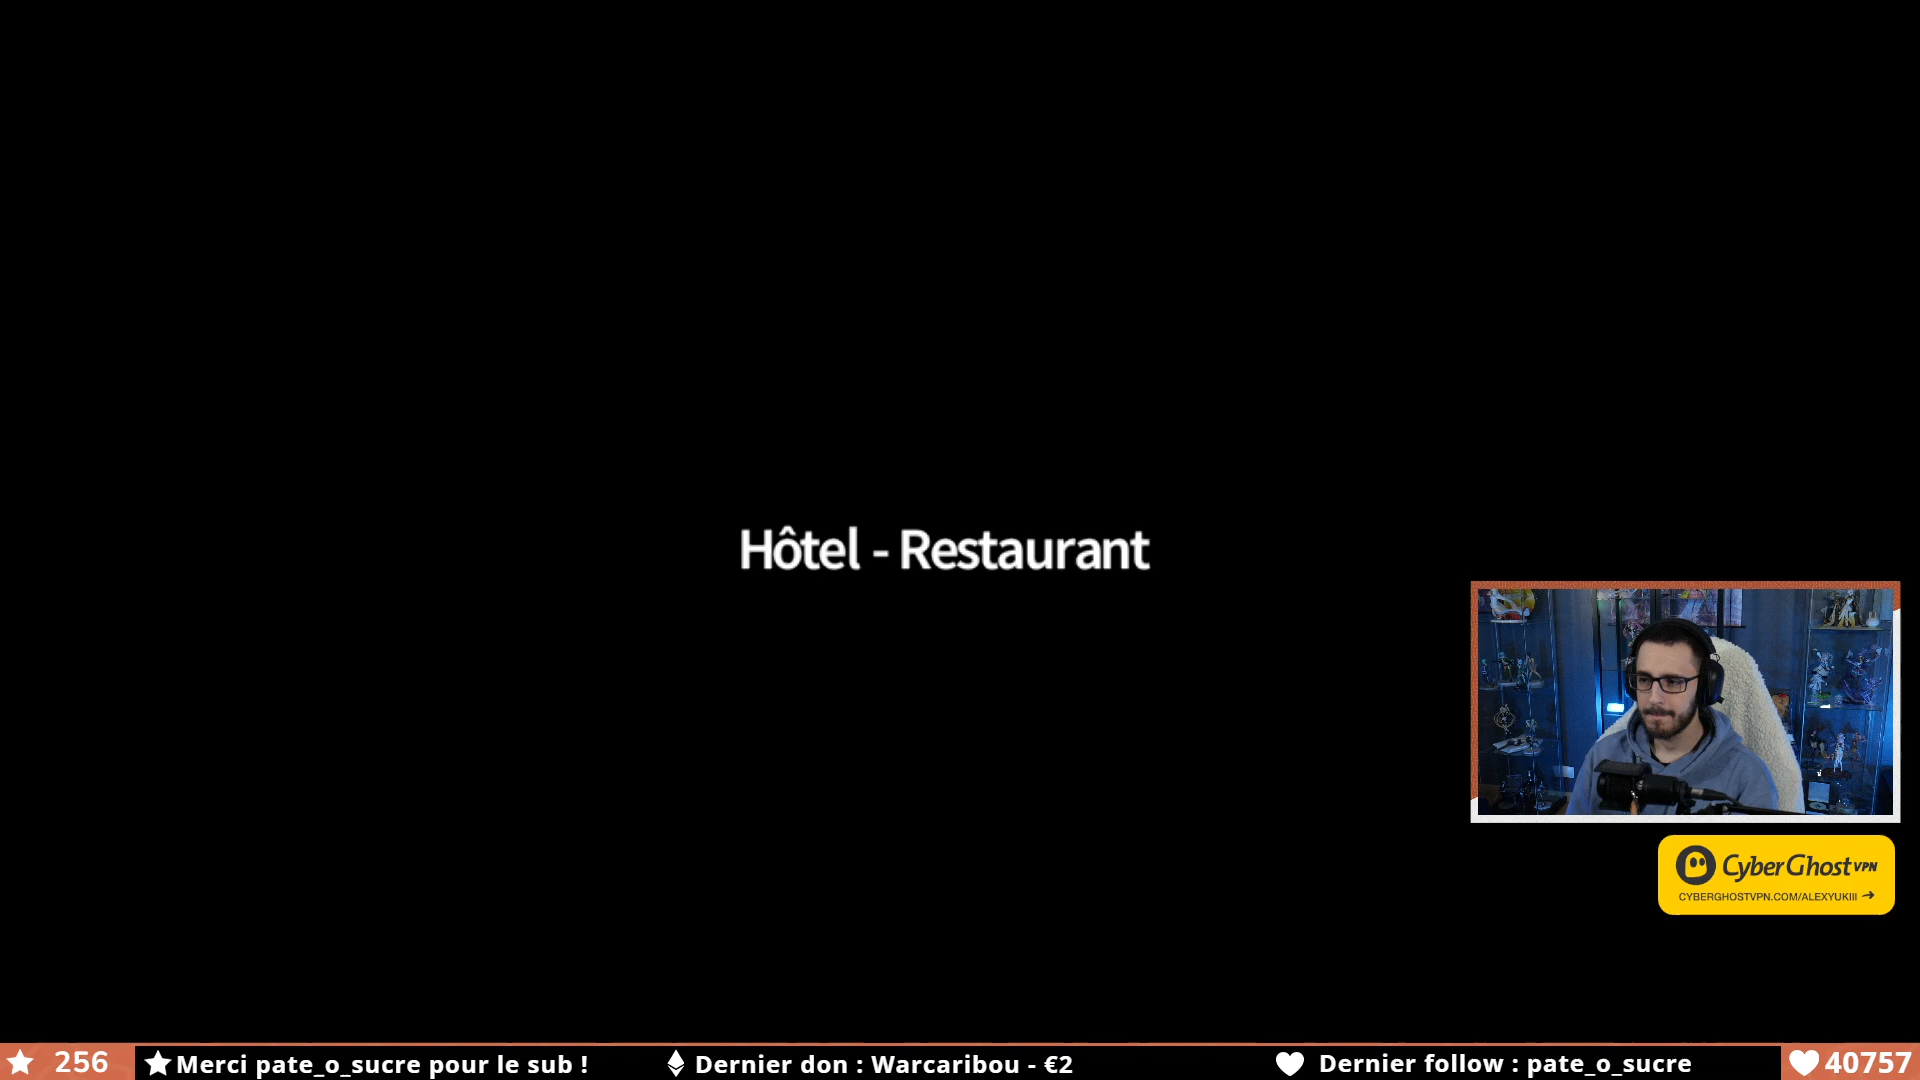 Hôtel - Restaurant
CyberGhost VPN
CYBERGHOSTVPN.COM/ALEXYUKIII
256
Merci pate_o_sucre pour le sub !
Dernier don : Warcaribou - €2
Dernier follow : pate_o_sucre
40757